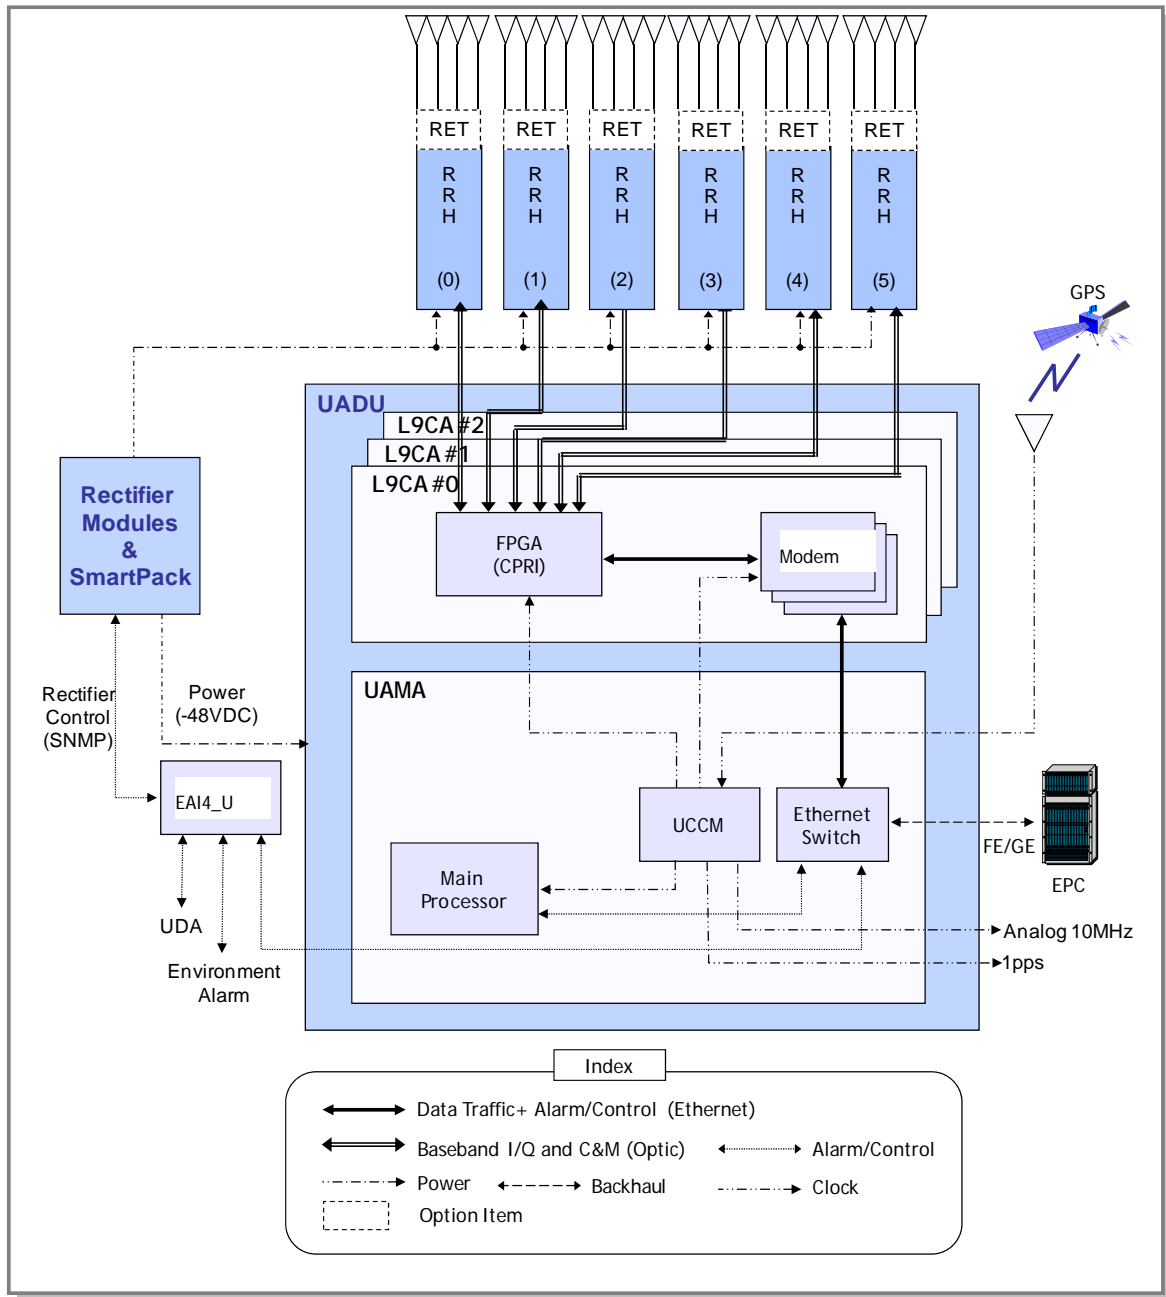 RET RET RET RET RET RET
R R R R R R
R R R R R R
H H H H H H
(0) (1) (2) (3) (4) (5)
GPS
UADU
L9CA #2
L9CA #1
L9CA #0
Rectifier
Modules
&
SmartPack
FPGA
(CPRI)
Modem
Rectifier
Control
(SNMP)
Power
(-48VDC)
UAMA
EAI4_U
UCCM
Ethernet
Switch
FE/GE
EPC
Main
Processor
UDA
Environment
Alarm
Analog 10MHz
1pps
Index
Data Traffic+ Alarm/Control (Ethernet)
Baseband I/Q and C&M (Optic)
Alarm/Control
Power
Backhaul
Clock
Option Item